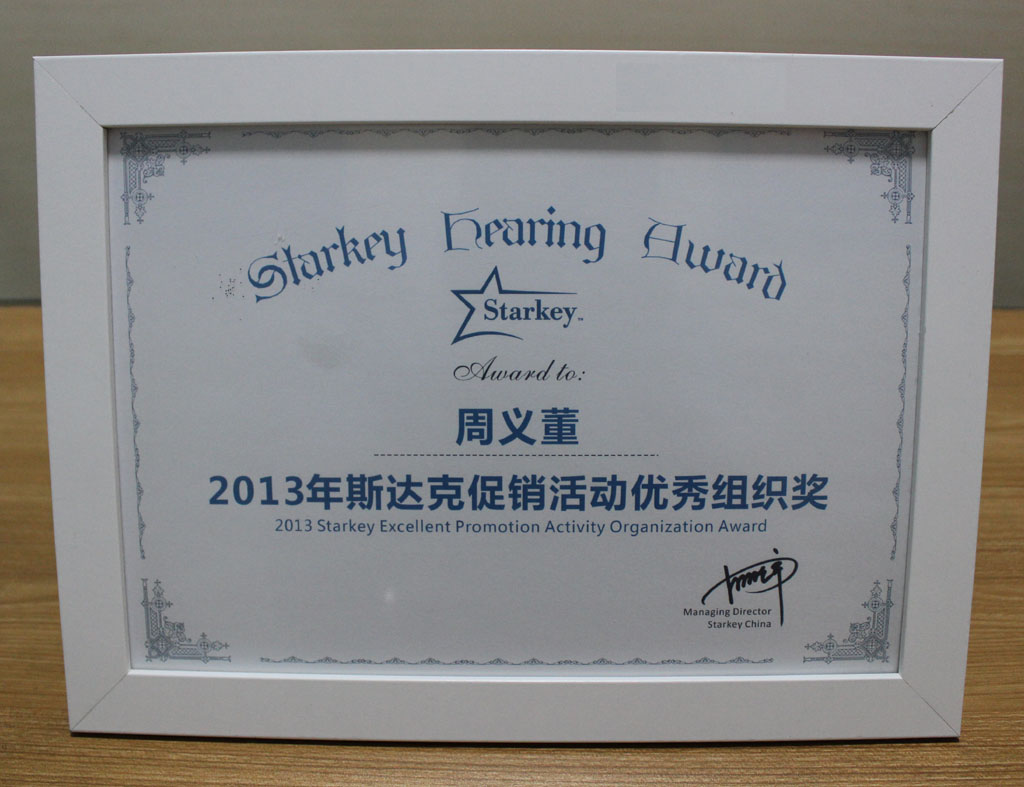 Starkey Hearing Award
Starkey™
Award to:
周义董
2013年斯达克促销活动优秀组织奖
2013 Starkey Excellent Promotion Activity Organization Award
Managing Director
Starkey China